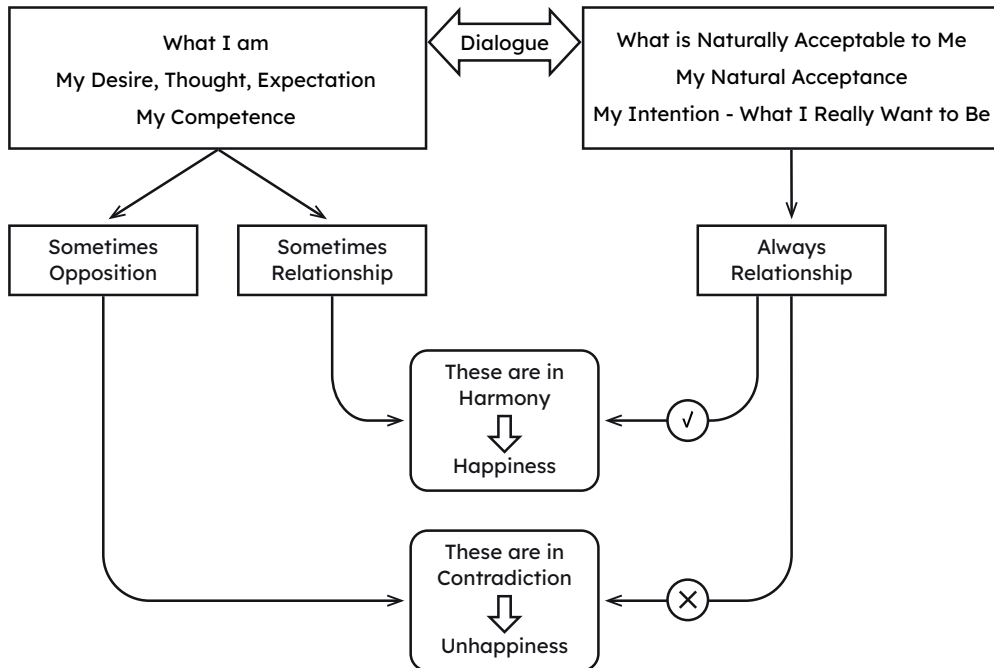 What I am
My Desire, Thought, Expectation
My Competence
Dialogue
What is Naturally Acceptable to Me
My Natural Acceptance
My Intention - What I Really Want to Be
Sometimes
Opposition
Sometimes
Relationship
Always
Relationship
These are in
Harmony
Happiness
√
These are in
Contradiction
Unhappiness
✕